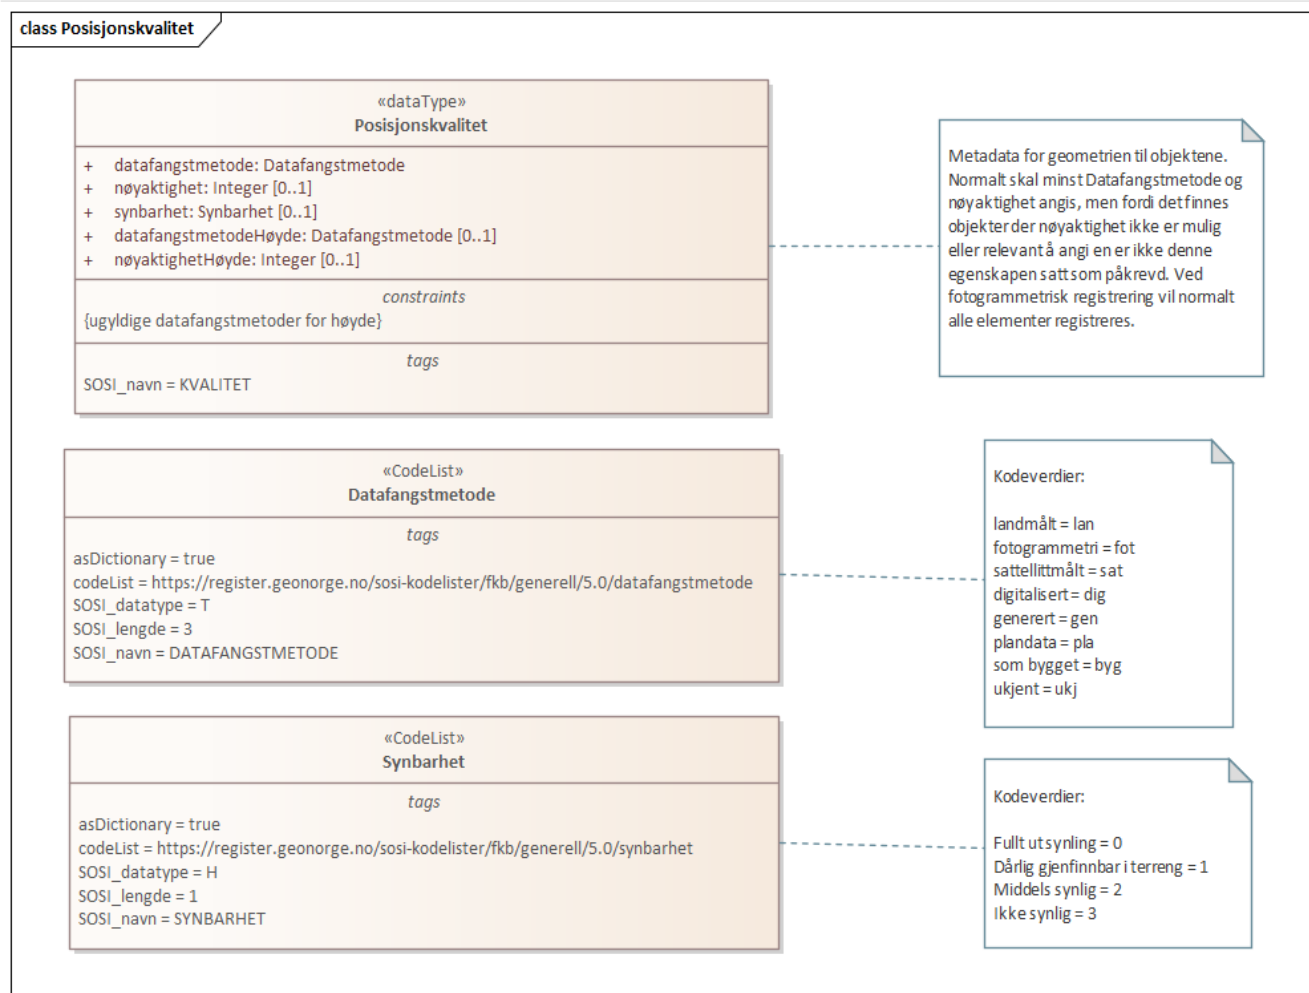 class Posisjonskvalitet
«dataType»
Posisjonskvalitet
+ datafangstmetode: Datafangstmetode
+ nøyaktighet: Integer [0..1]
+ synbarhet: Synbarhet [0..1]
+ datafangstmetodeHøyde: Datafangstmetode [0..1]
+ nøyaktighetHøyde: Integer [0..1]
constraints
{ugyldige datafangstmetoder for høyde}
tags
SOSI_navn = KVALITET
Metadata for geometrien til objektene.
Normalt skal minst Datafangstmetode og
nøyaktighet angis, men fordi det finnes
objekter der nøyaktighet ikke er mulig
eller relevant å angi en er ikke denne
egenskapen satt som påkrevd. Ved
fotogrammetrisk registrering vil normalt
alle elementer registreres.
«CodeList»
Datafangstmetode
tags
asDictionary = true
codeList = https://register.geonorge.no/sosi-kodelister/fkb/generell/5.0/datafangstmetode
SOSI_datatype = T
SOSI_lengde = 3
SOSI_navn = DATAFANGSTMETODE
Kodeverdier:
landmålt = lan
fotogrammetri = fot
sattellittmålt = sat
digitalisert = dig
generert = gen
plandata = pla
som bygget = byg
ukjent = ukj
«CodeList»
Synbarhet
tags
asDictionary = true
codeList = https://register.geonorge.no/sosi-kodelister/fkb/generell/5.0/synbarhet
SOSI_datatype = H
SOSI_lengde = 1
SOSI_navn = SYNBARHET
Kodeverdier:
Fullt ut synling = 0
Dårlig gjenfinnbar i terreng = 1
Middels synlig = 2
Ikke synlig = 3